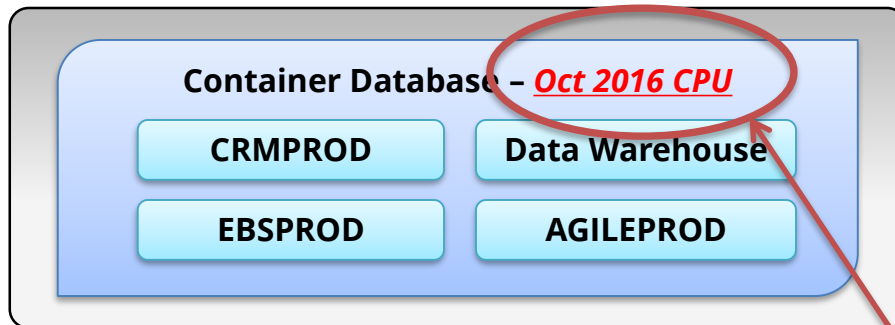 Container Database – Oct 2016 CPU
CRMPROD
Data Warehouse
EBSPROD
AGILEPROD